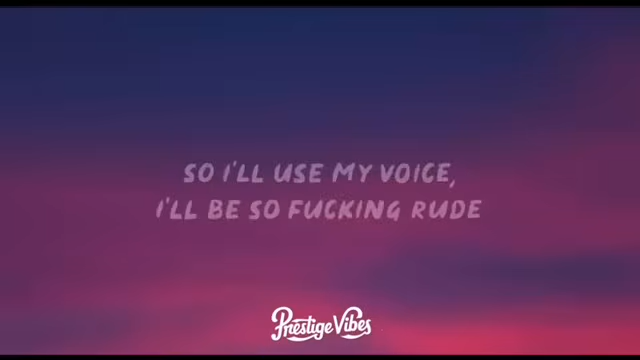 SO I'LL USE MY VOICE,
I'LL BE SO FUCKING RUDE
Prestige Vibes